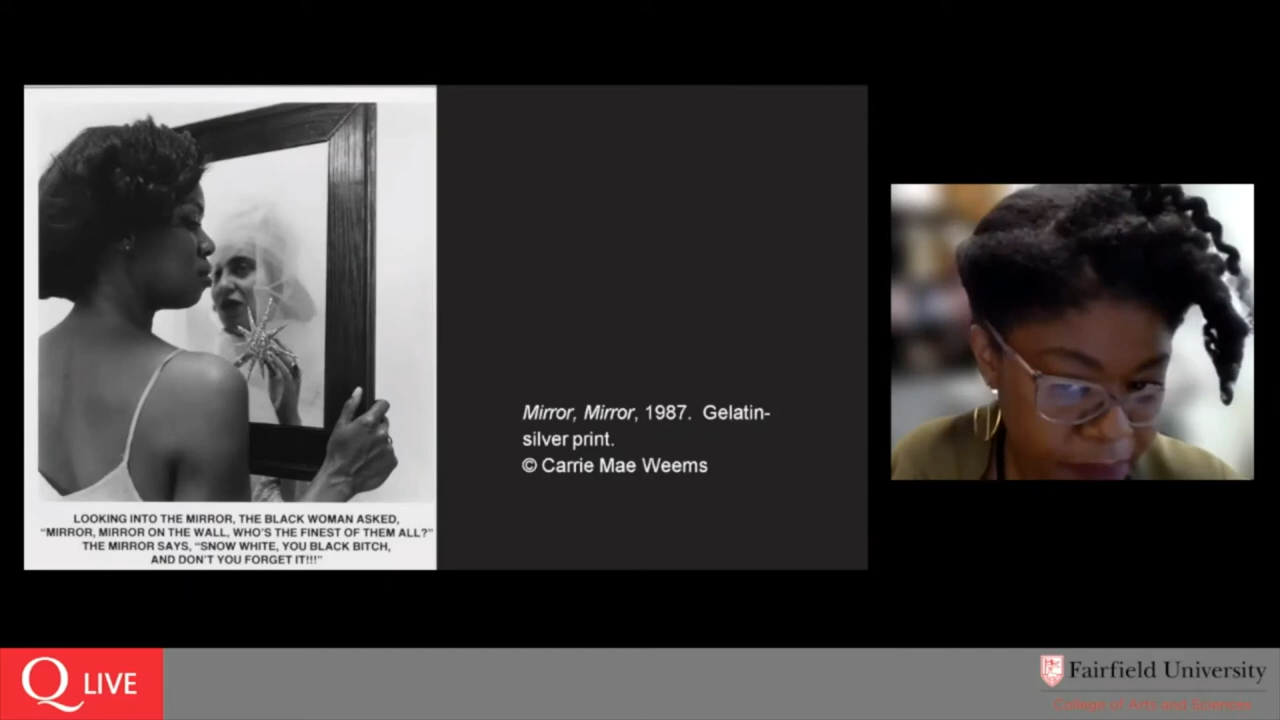 LOOKING INTO THE MIRROR, THE BLACK WOMAN ASKED,
“MIRROR, MIRROR ON THE WALL, WHO’S THE FINEST OF THEM ALL?”
THE MIRROR SAYS, “SNOW WHITE, YOU BLACK BITCH,
AND DON’T YOU FORGET IT!!!”
Mirror, Mirror, 1987. Gelatin-
silver print.
© Carrie Mae Weems
Q LIVE
Fairfield University
College of Arts and Sciences